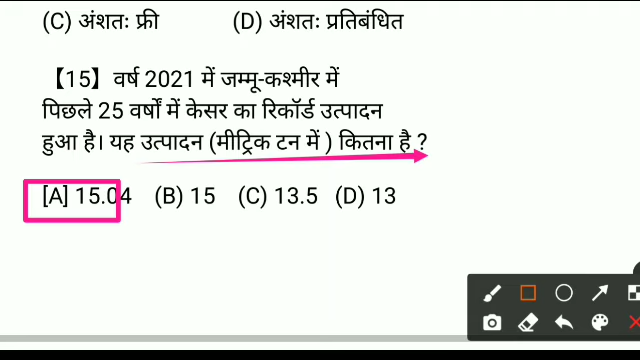 (C) अंशतः फ्री (D) अंशतः प्रतिबंधित
【15】 वर्ष 2021 में जम्मू-कश्मीर में
पिछले 25 वर्षों में केसर का रिकॉर्ड उत्पादन
हुआ है। यह उत्पादन (मीट्रिक टन में ) कितना है ?
[A] 15.04 (B) 15 (C) 13.5 (D) 13